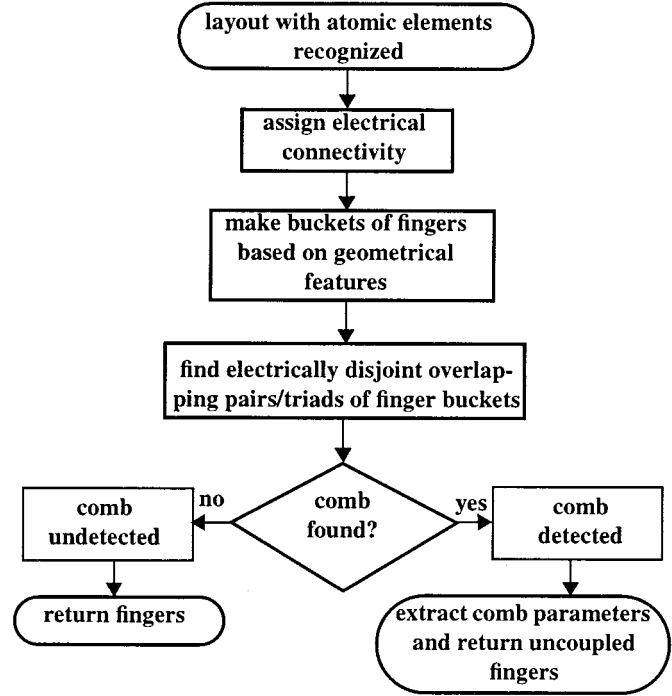 layout with atomic elements
recognized
assign electrical
connectivity
make buckets of fingers
based on geometrical
features
find electrically disjoint overlap-
ping pairs/triads of finger buckets
comb
undetected
no
comb
found?
yes
comb
detected
return fingers
extract comb parameters
and return uncoupled
fingers